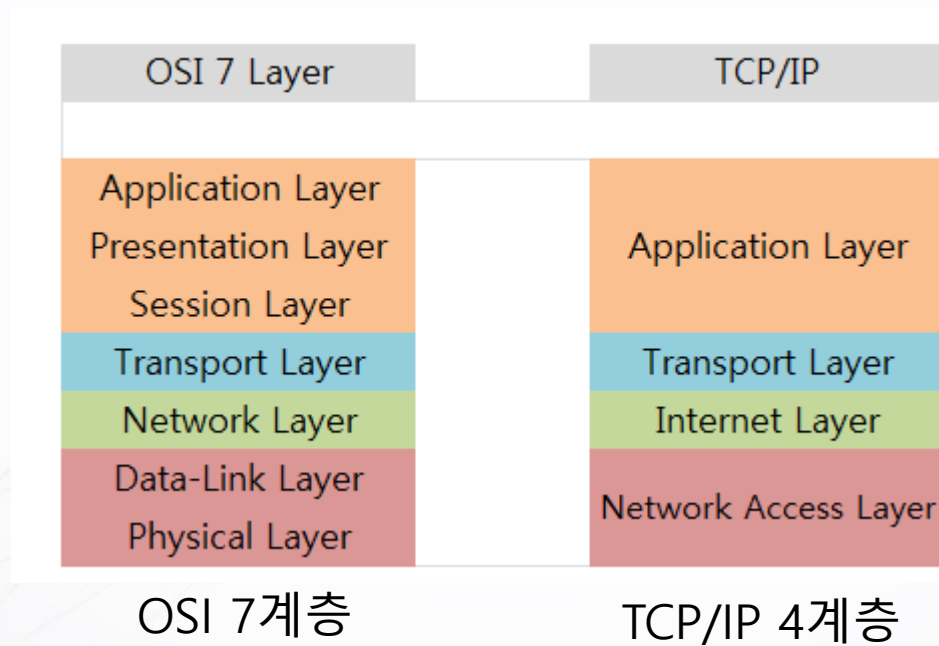 OSI 7 Layer
Application Layer
Presentation Layer
Session Layer
Transport Layer
Network Layer
Data-Link Layer
Physical Layer
OSI 7계층
TCP/IP
Application Layer
Transport Layer
Internet Layer
Network Access Layer
TCP/IP 4계층